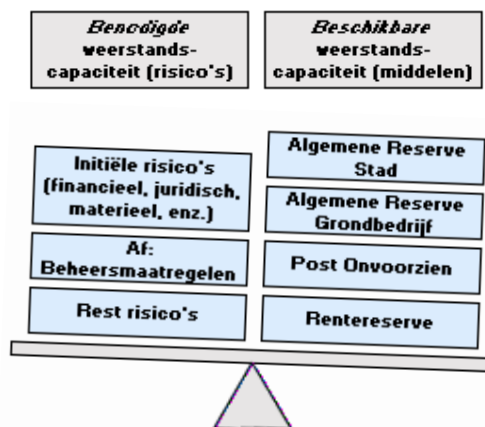 Benodigde
weerstands-
capaciteit (risico's)
Beschikbare
weerstands-
capaciteit (middelen)
Initiële risico's
(financieel, juridisch,
materieel, enz.)
Af:
Beheersmaatregelen
Rest risico's
Algemene Reserve
Stad
Algemene Reserve
Grondbedrijf
Post Onvoorzien
Rentereserve